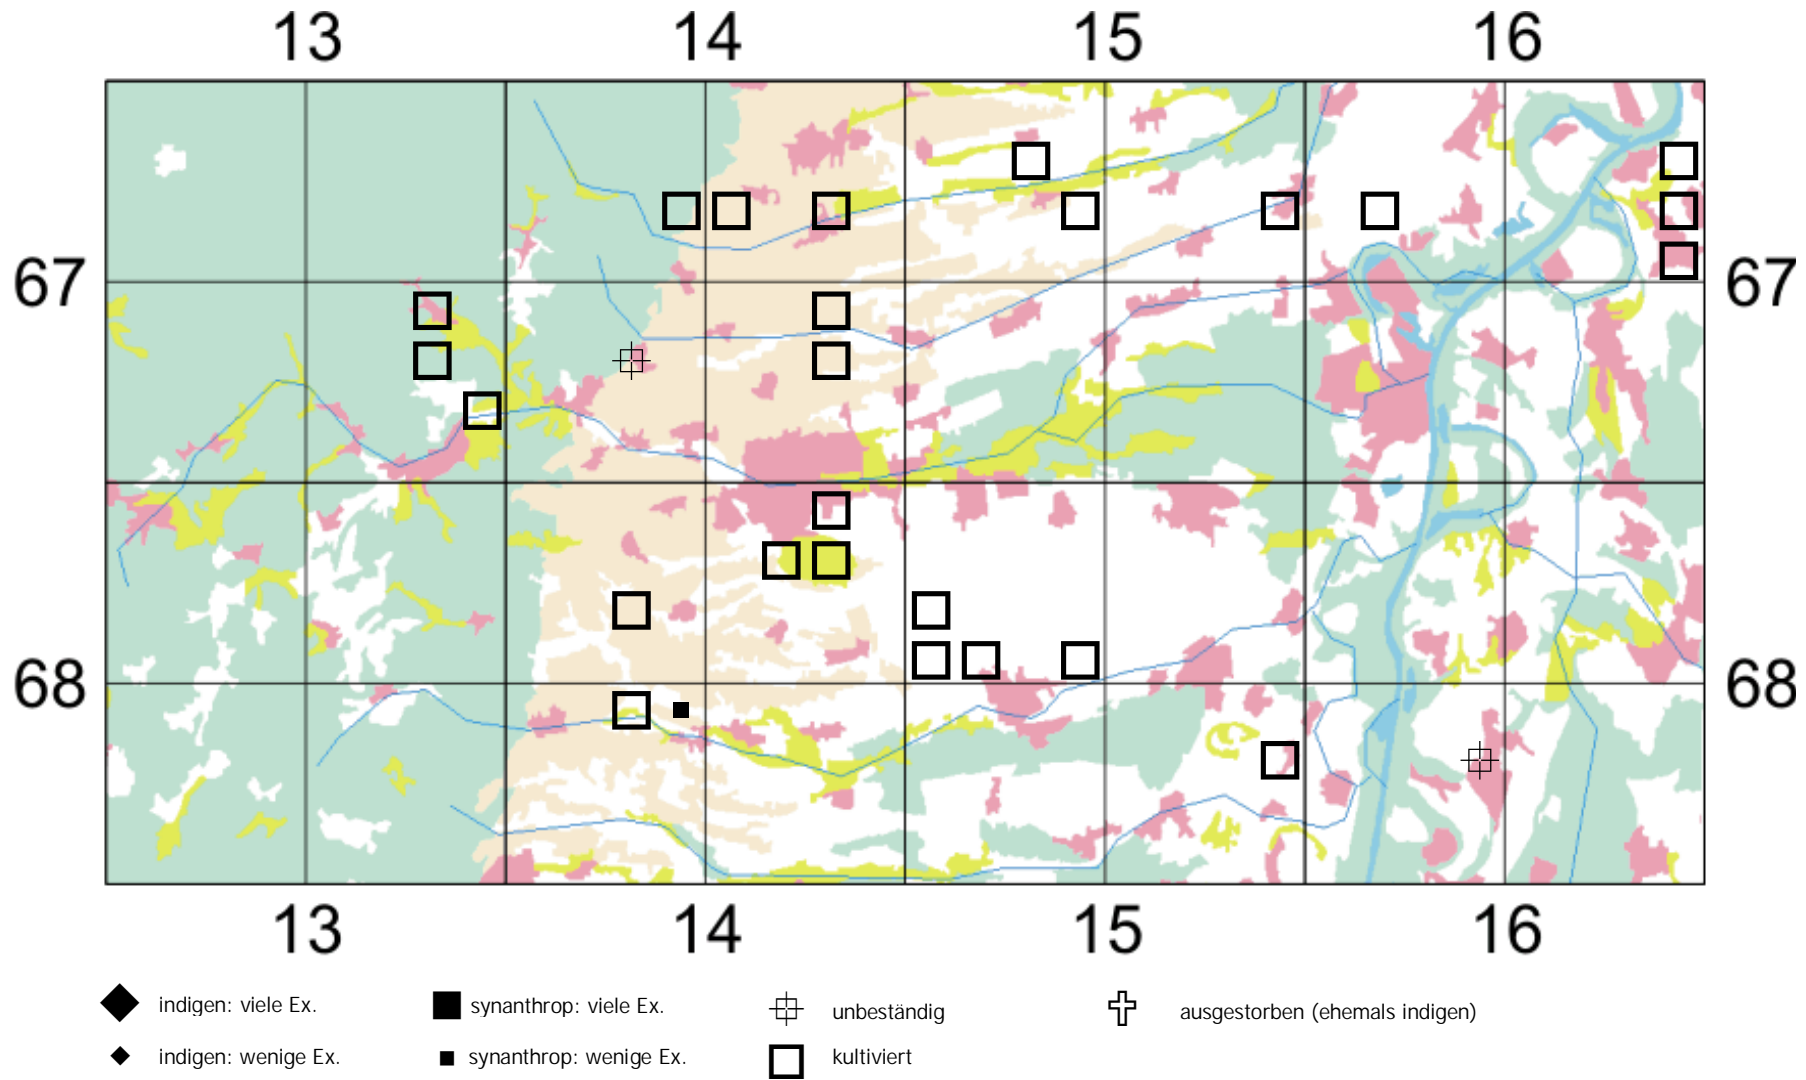 13 14 15 16
67 67
68 68
13 14 15 16
indigen: viele Ex. synanthrop: viele Ex. unbeständig ausgestorben (ehemals indigen)
indigen: wenige Ex. synanthrop: wenige Ex. kultiviert